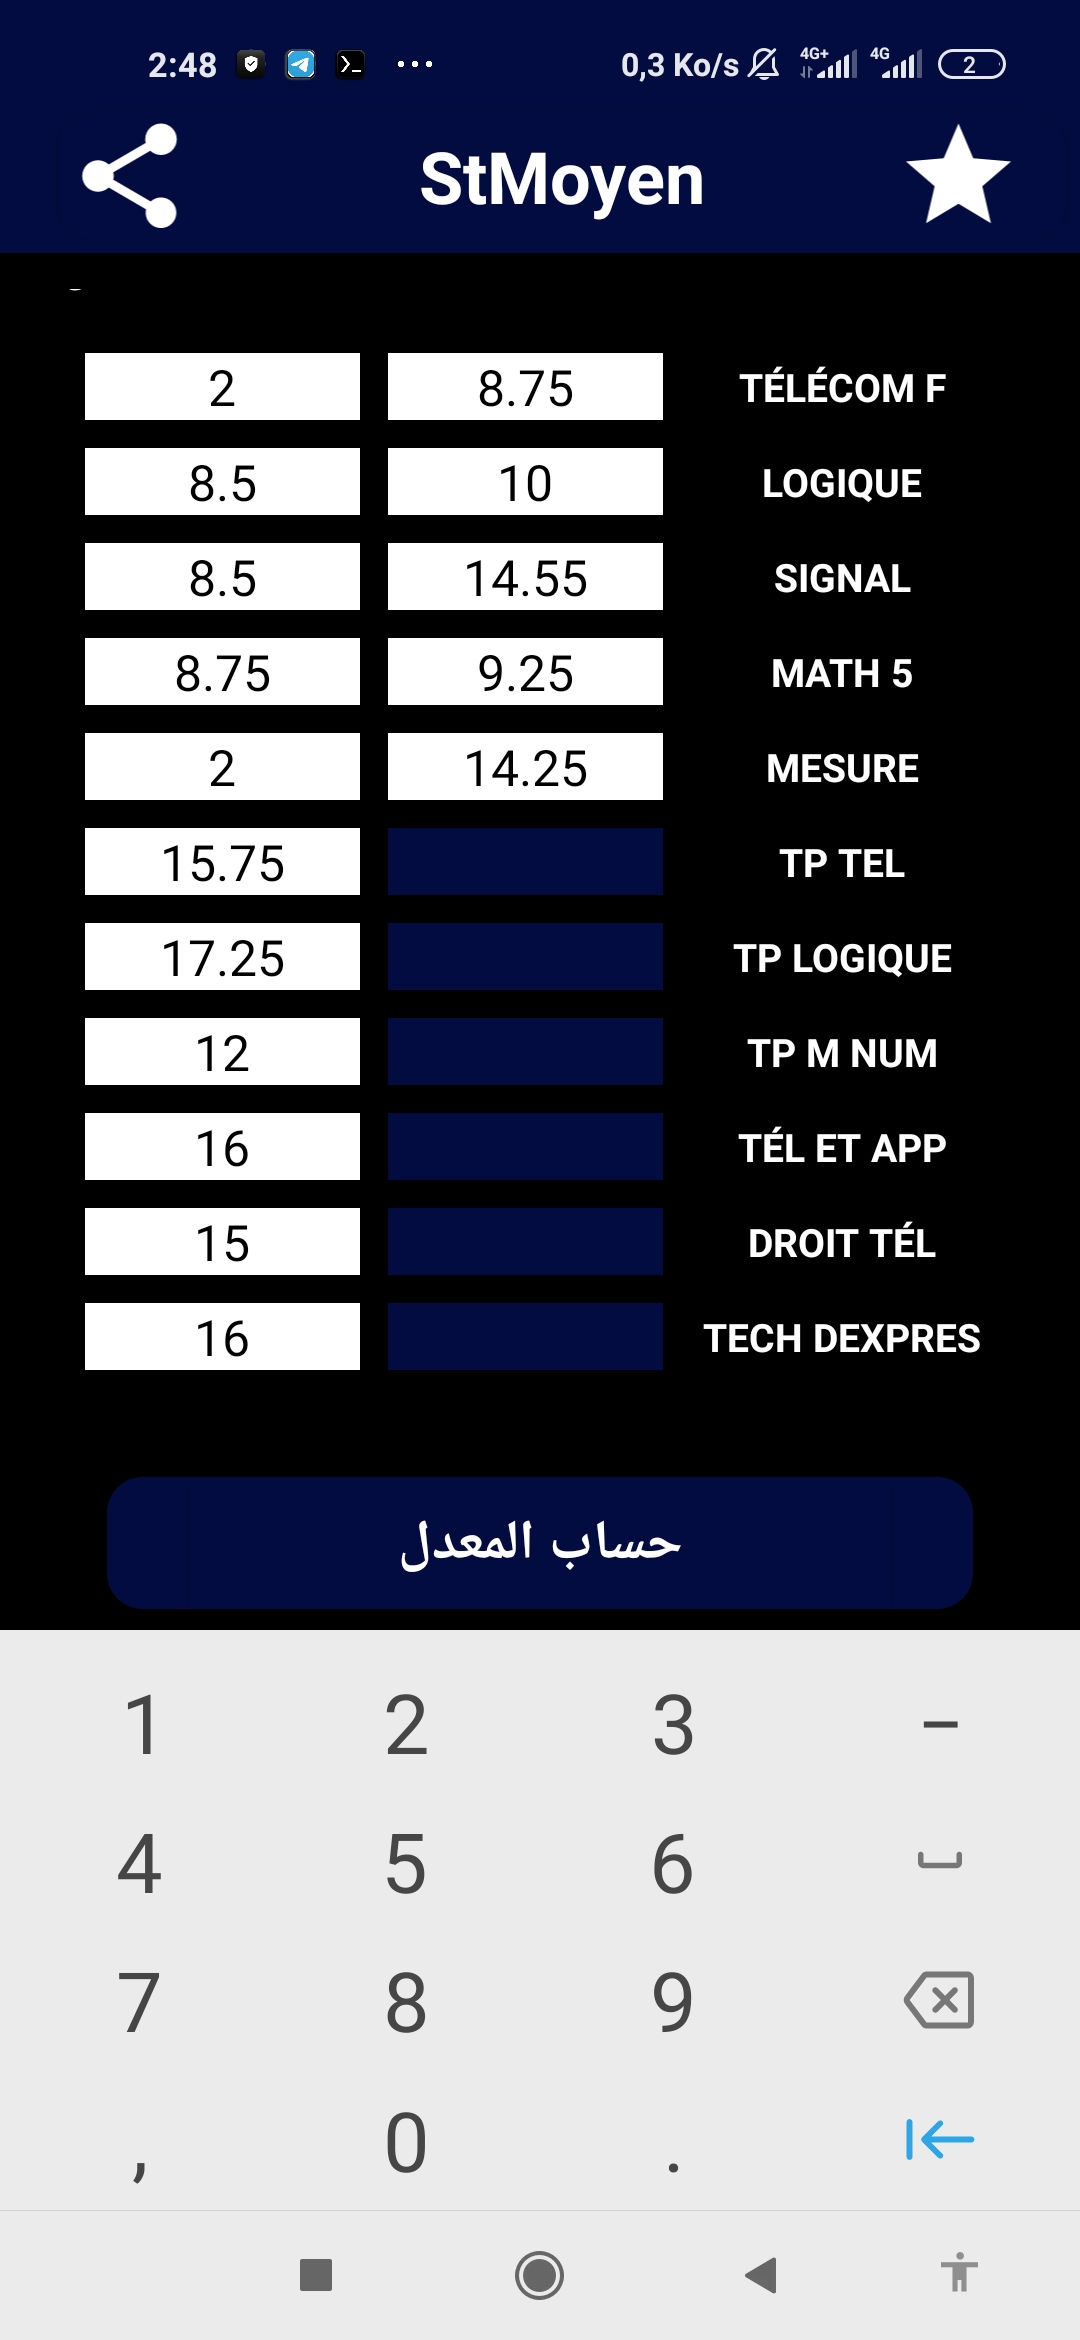 2:48 0,3 Ko/s 4G+ 4G 2
StMoyen
2 8.75 TÉLÉCOM F
8.5 10 LOGIQUE
8.5 14.55 SIGNAL
8.75 9.25 MATH 5
2 14.25 MESURE
15.75 TP TEL
17.25 TP LOGIQUE
12 TP M NUM
16 TÉL ET APP
15 DROIT TÉL
16 TECH DEXPRES
حساب المعدل
1 2 3 –
4 5 6
7 8 9
, 0 .